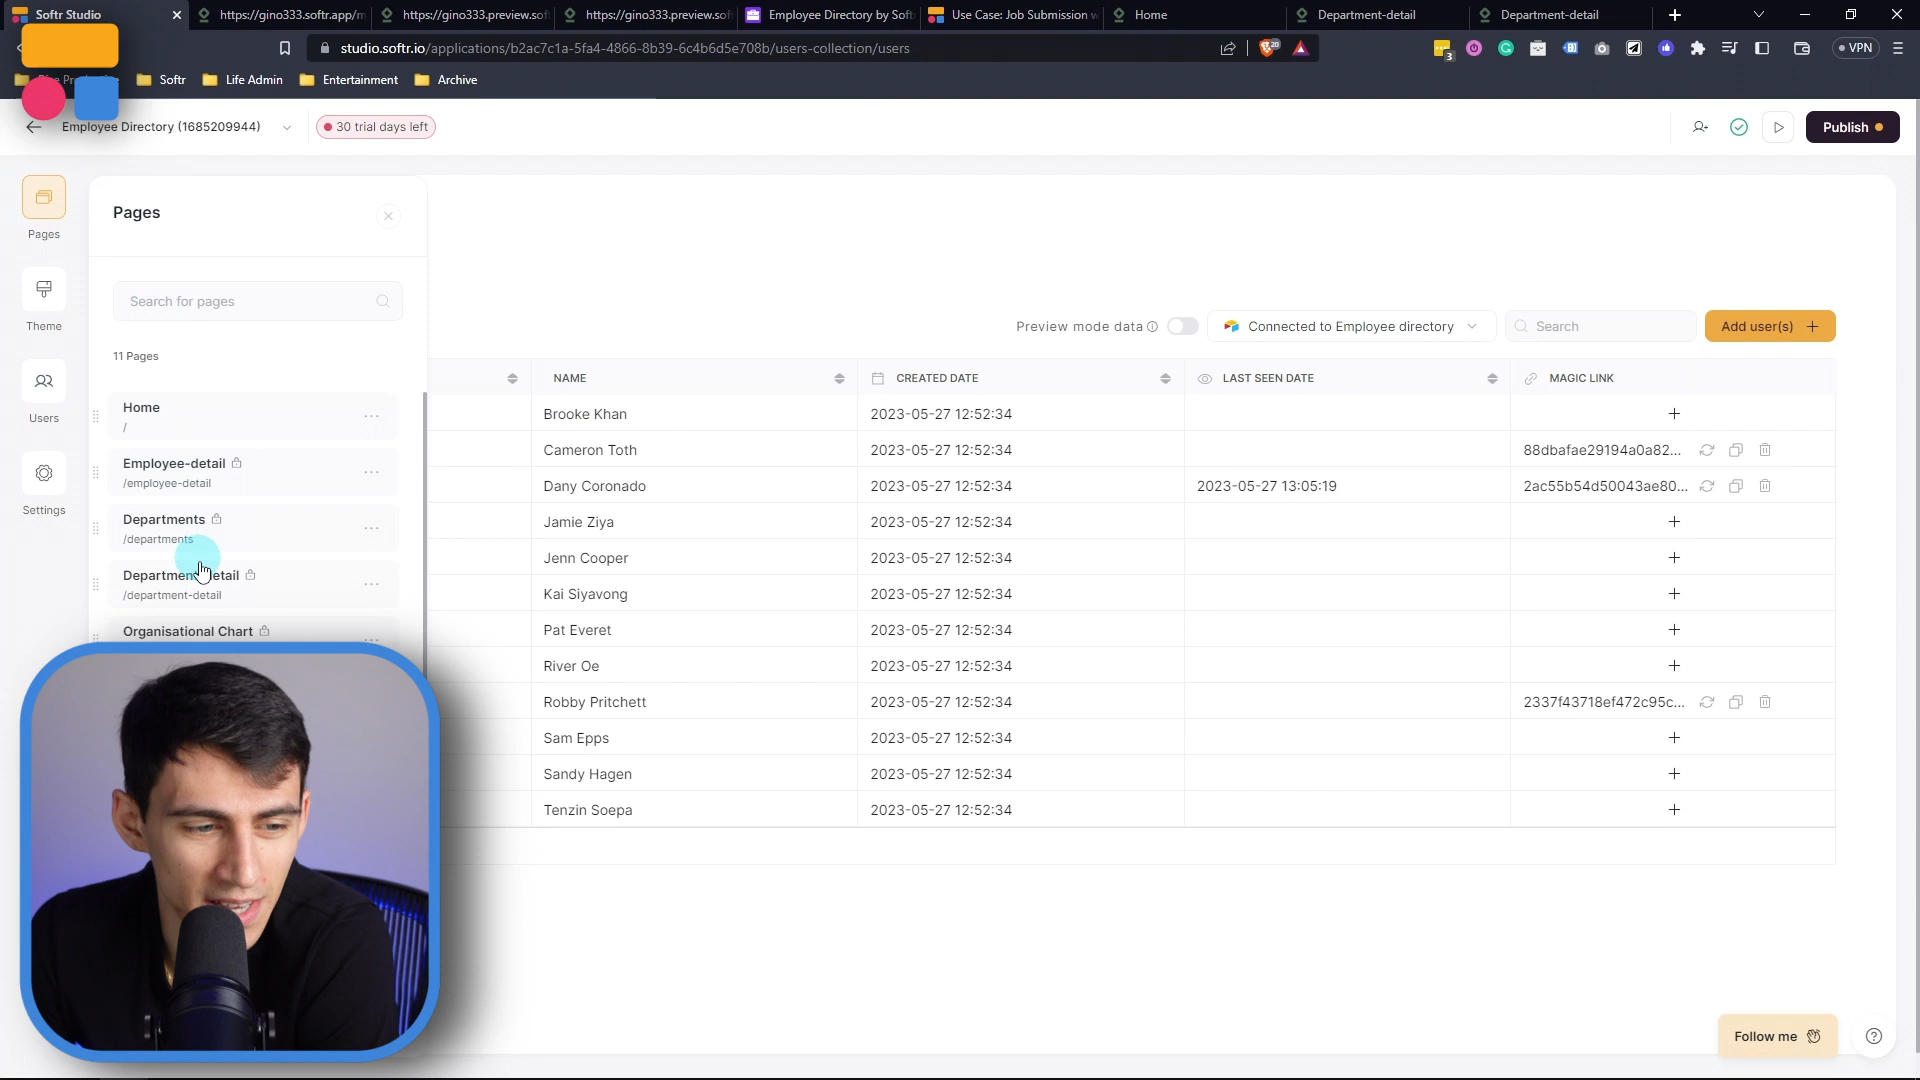 Softr Studio
https://gino333.softr.app/m
https://gino333.preview.sof
https://gino333.preview.sof
Employee Directory by Soft
Use Case: Job Submission w
Home
Department-detail
Department-detail
studio.softr.io/applications/b2ac7c1a-5fa4-4866-8b39-6c4b6d5e708b/users-collection/users
20
3
VPN
Softr
Life Admin
Entertainment
Archive
Employee Directory (1685209944)
30 trial days left
Publish
Pages
Theme
Users
Settings
Pages
Search for pages
11 Pages
Home
/
Employee-detail
/employee-detail
Departments
/departments
Department-detail
/department-detail
Organisational Chart
Preview mode data
Connected to Employee directory
Search
Add user(s) +
NAME CREATED DATE LAST SEEN DATE MAGIC LINK
Brooke Khan 2023-05-27 12:52:34 +
Cameron Toth 2023-05-27 12:52:34 88dbafae29194a0a82...
Dany Coronado 2023-05-27 12:52:34 2023-05-27 13:05:19 2ac55b54d50043ae80...
Jamie Ziya 2023-05-27 12:52:34 +
Jenn Cooper 2023-05-27 12:52:34 +
Kai Siyavong 2023-05-27 12:52:34 +
Pat Everet 2023-05-27 12:52:34 +
River Oe 2023-05-27 12:52:34 +
Robby Pritchett 2023-05-27 12:52:34 2337f43718ef472c95c...
Sam Epps 2023-05-27 12:52:34 +
Sandy Hagen 2023-05-27 12:52:34 +
Tenzin Soepa 2023-05-27 12:52:34 +
Follow me